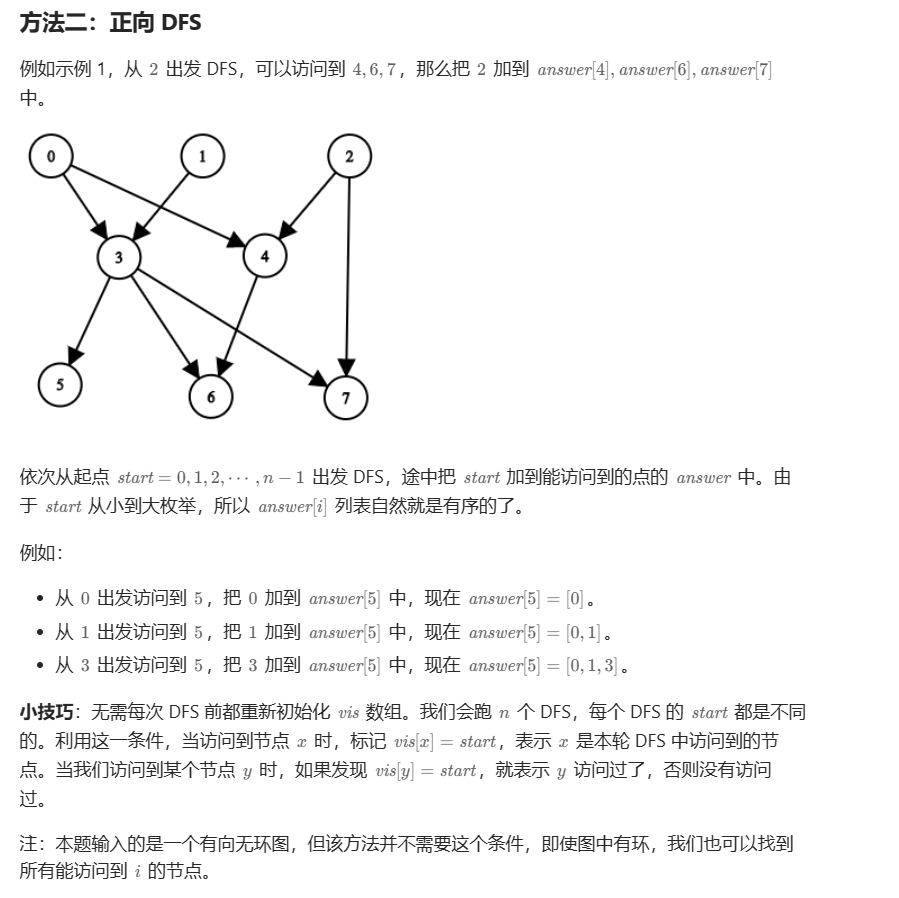 方法二：正向 DFS
例如示例 1，从 2 出发 DFS，可以访问到 4, 6, 7，那么把 2 加到 answer[4], answer[6], answer[7]
中。
0
1
2
3
4
5
6
7
依次从起点 start = 0, 1, 2, ⋯ , n − 1 出发 DFS，途中把 start 加到能访问到的点的 answer 中。由
于 start 从小到大枚举，所以 answer[i] 列表自然就是有序的了。
例如：
• 从 0 出发访问到 5，把 0 加到 answer[5] 中，现在 answer[5] = [0]。
• 从 1 出发访问到 5，把 1 加到 answer[5] 中，现在 answer[5] = [0, 1]。
• 从 3 出发访问到 5，把 3 加到 answer[5] 中，现在 answer[5] = [0, 1, 3]。
小技巧：无需每次 DFS 前都重新初始化 vis 数组。我们会跑 n 个 DFS，每个 DFS 的 start 都是不同
的。利用这一条件，当访问到节点 x 时，标记 vis[x] = start，表示 x 是本轮 DFS 中访问到的节
点。当我们访问到某个节点 y 时，如果发现 vis[y] = start，就表示 y 访问过了，否则没有访问
过。
注：本题输入的是一个有向无环图，但该方法并不需要这个条件，即使图中有环，我们也可以找到
所有能访问到 i 的节点。